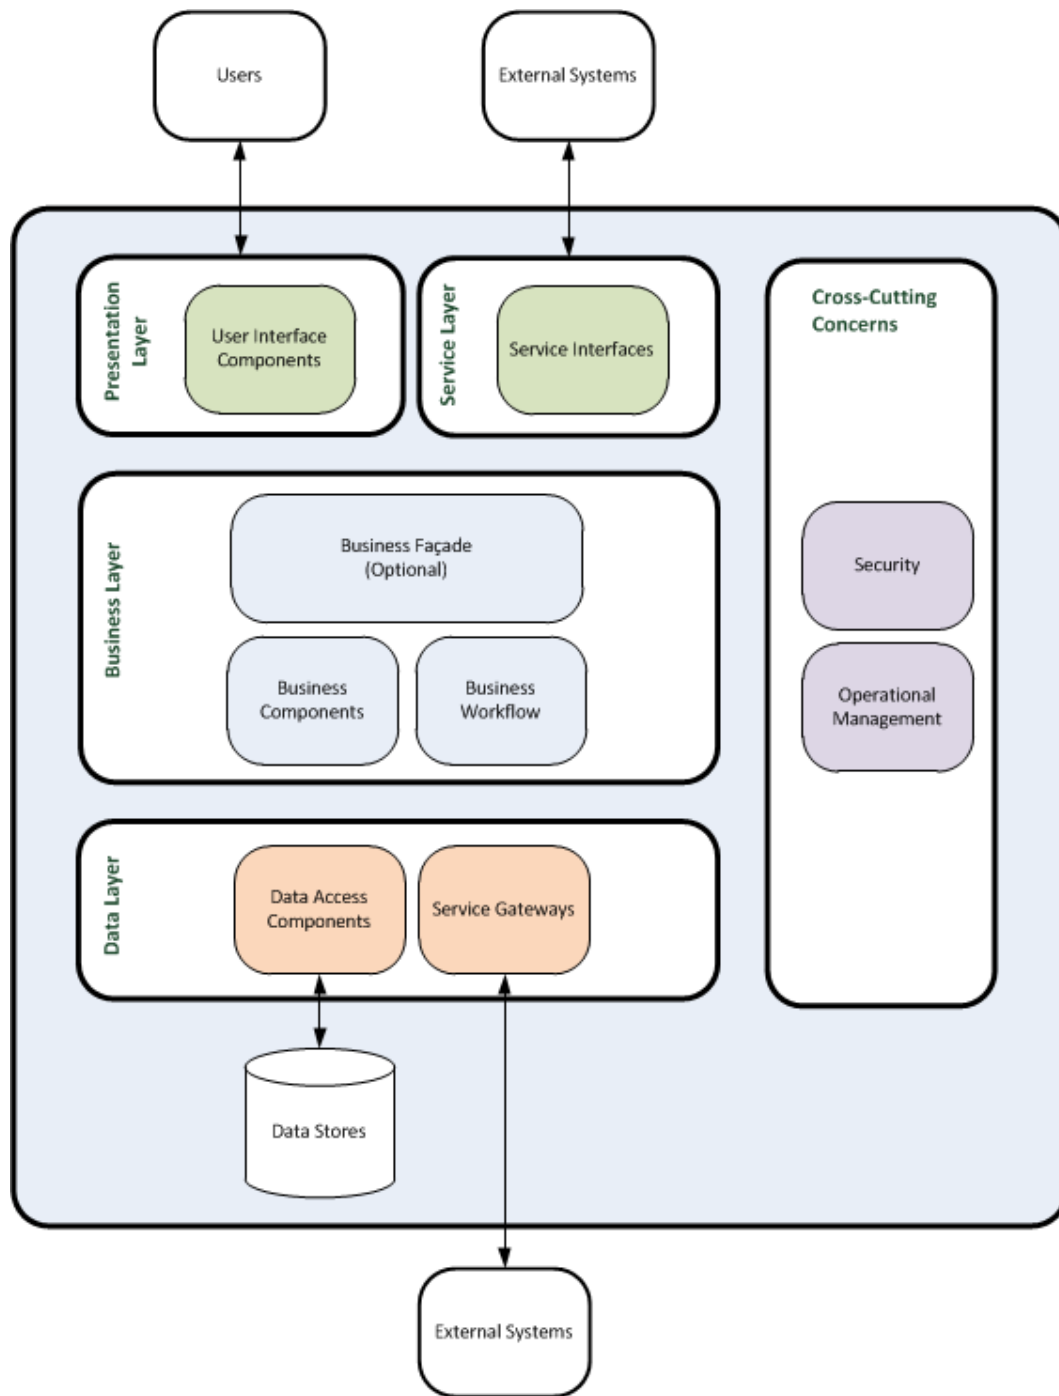 Users
External Systems
Presentation
Layer
User Interface
Components
Service Layer
Service Interfaces
Cross-Cutting
Concerns
Business Layer
Business Façade
(Optional)
Business
Components
Business
Workflow
Security
Operational
Management
Data Layer
Data Access
Components
Service Gateways
Data Stores
External Systems